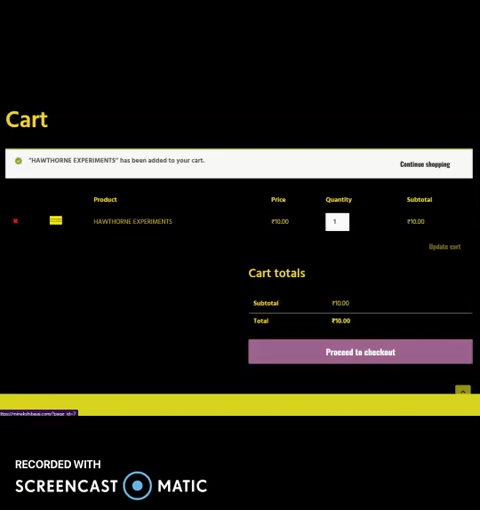 Cart
"HAWTHORNE EXPERIMENTS" has been added to your cart.
Continue shopping
Product Price Quantity Subtotal
HAWTHORNE EXPERIMENTS ₹10.00 1 ₹10.00
Update cart
Cart totals
Subtotal ₹10.00
Total ₹10.00
Proceed to checkout
RECORDED WITH
SCREENCAST MATIC